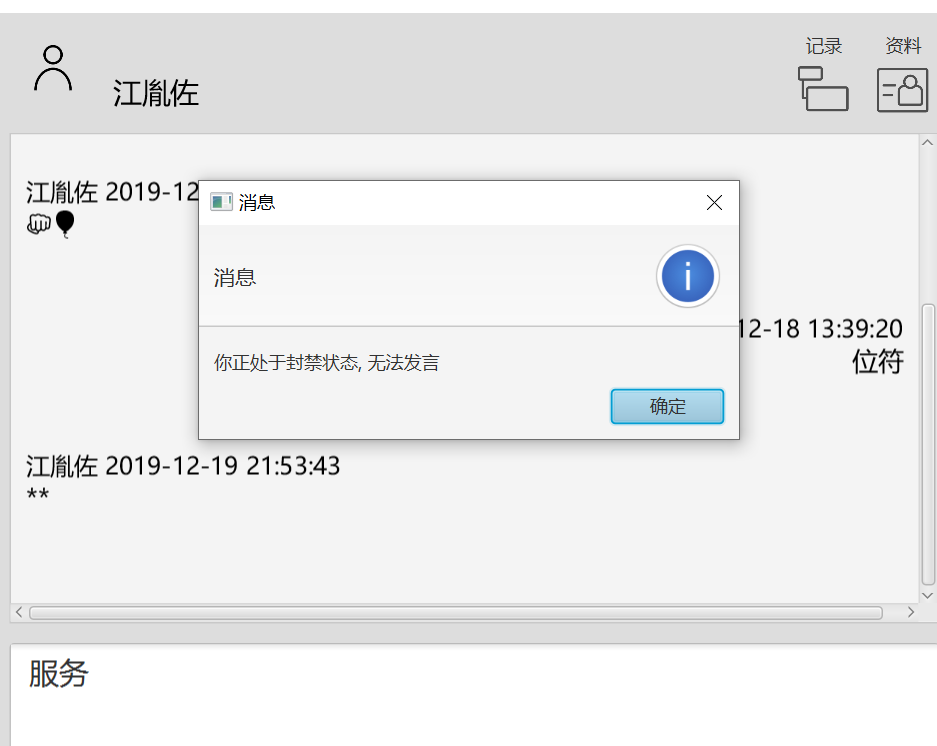 记录 资料
江胤佐
江胤佐 2019-12
消息
消息
12-18 13:39:20
位符
你正处于封禁状态, 无法发言
确定
江胤佐 2019-12-19 21:53:43
**
服务